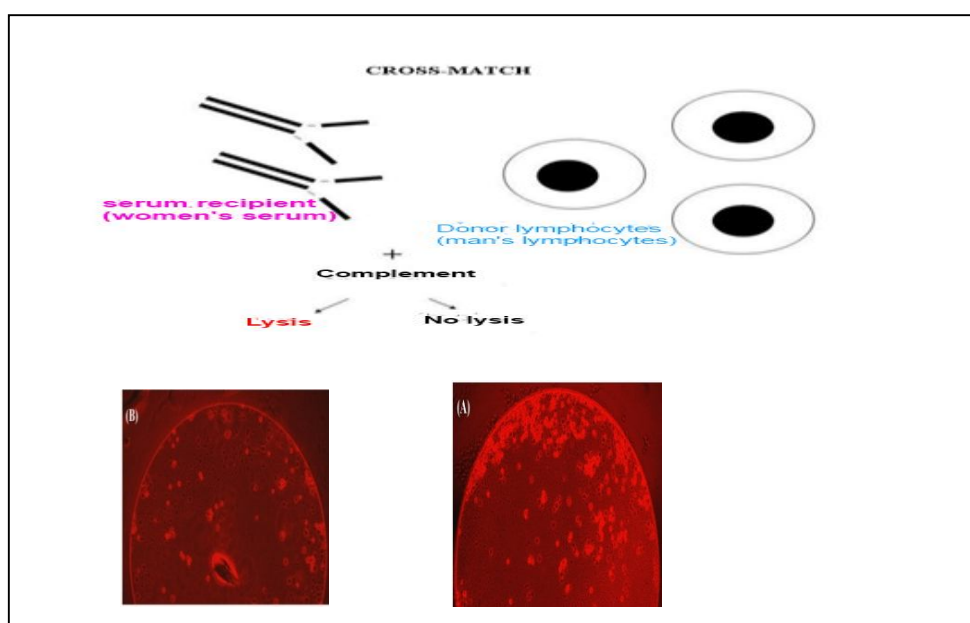 CROSS-MATCH
serum recipient
(women's serum)
Donor lymphocytes
(man's lymphocytes)
+
Complement
Lysis
No lysis
(B)
(A)